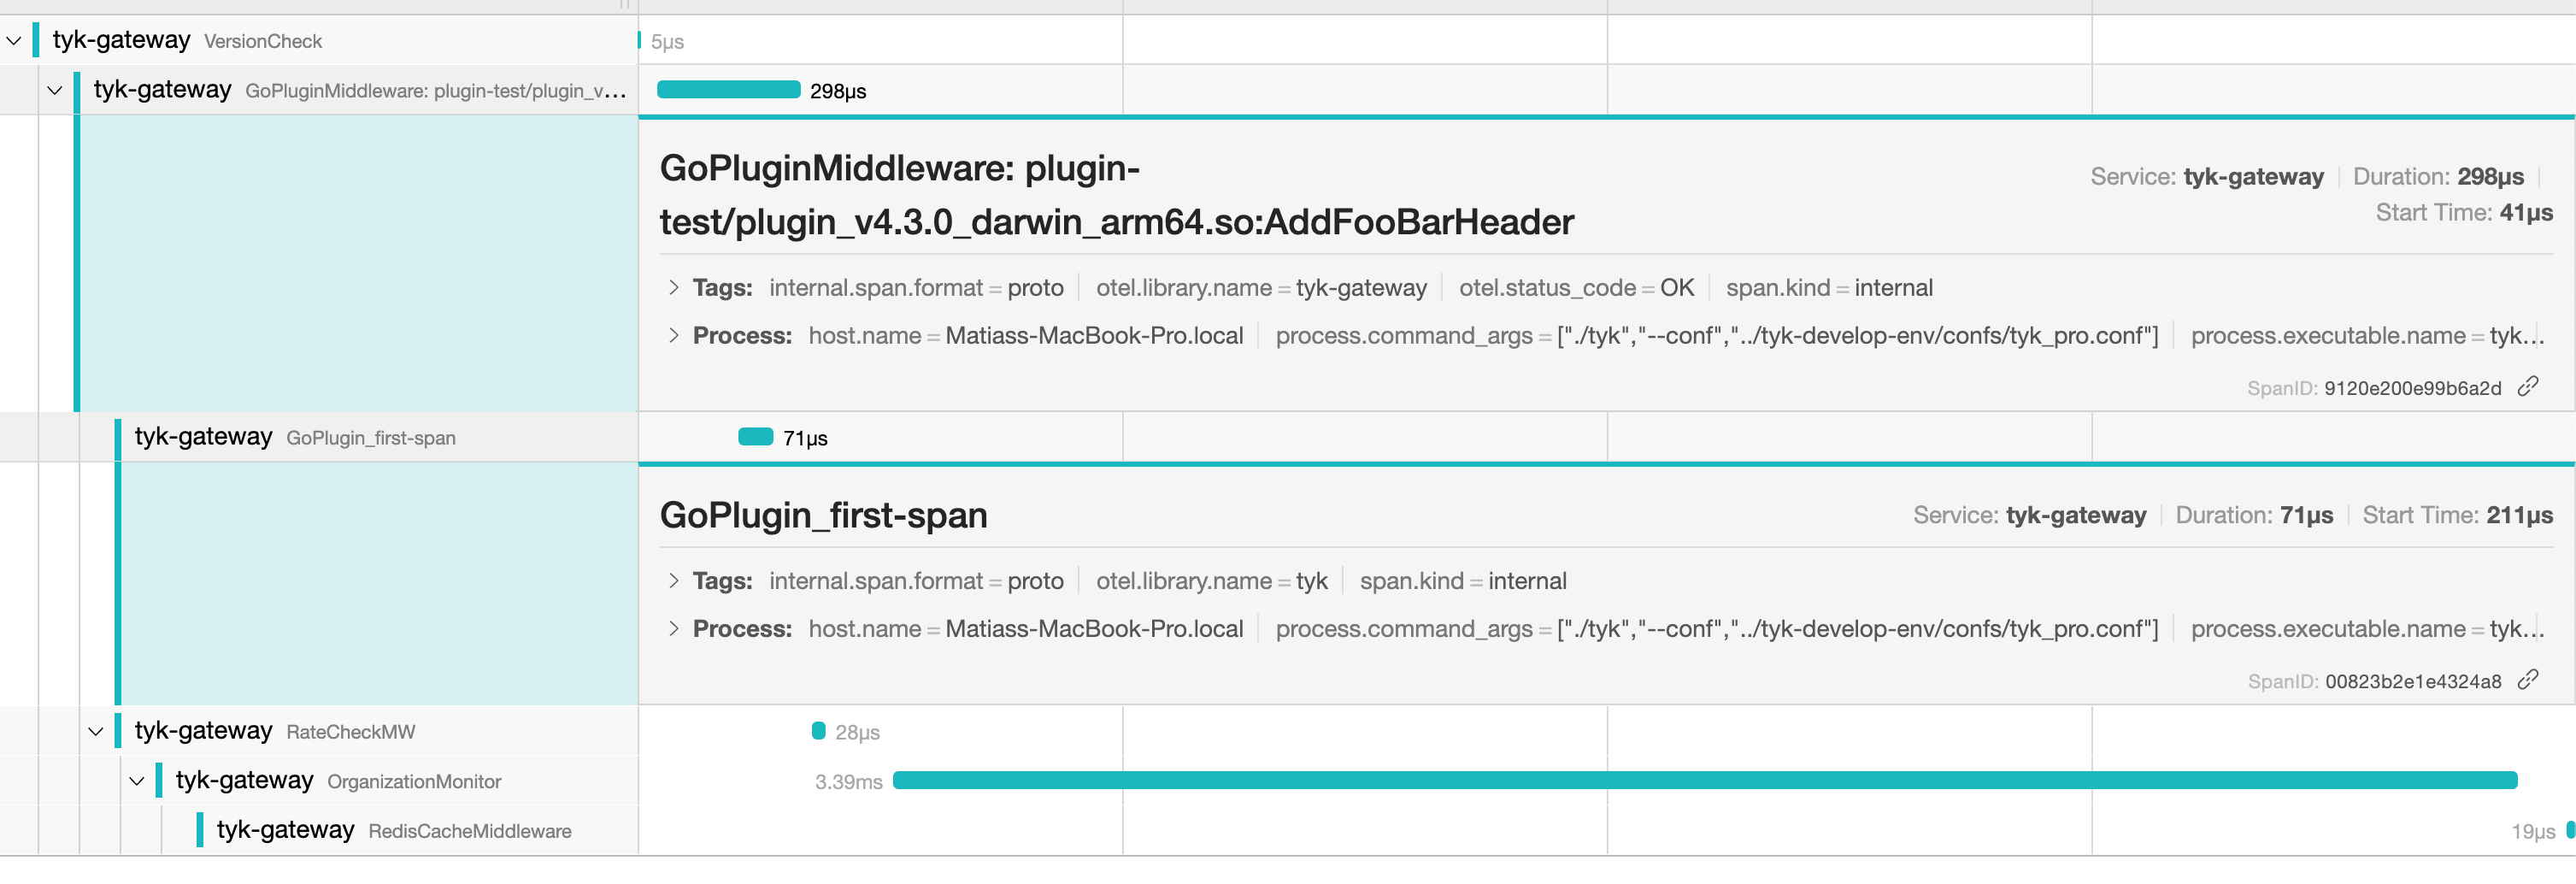 tyk-gateway VersionCheck 5μs
tyk-gateway GoPluginMiddleware: plugin-test/plugin_v... 298μs
GoPluginMiddleware: plugin-
test/plugin_v4.3.0_darwin_arm64.so:AddFooBarHeader
Service: tyk-gateway Duration: 298μs
Start Time: 41μs
Tags: internal.span.format = proto otel.library.name = tyk-gateway otel.status_code = OK span.kind = internal
Process: host.name = Matiass-MacBook-Pro.local process.command_args = ["./tyk","--conf","../tyk-develop-env/confs/tyk_pro.conf"] process.executable.name = tyk...
SpanID: 9120e200e99b6a2d
tyk-gateway GoPlugin_first-span 71μs
GoPlugin_first-span Service: tyk-gateway Duration: 71μs Start Time: 211μs
Tags: internal.span.format = proto otel.library.name = tyk span.kind = internal
Process: host.name = Matiass-MacBook-Pro.local process.command_args = ["./tyk","--conf","../tyk-develop-env/confs/tyk_pro.conf"] process.executable.name = tyk...
SpanID: 00823b2e1e4324a8
tyk-gateway RateCheckMW 28μs
tyk-gateway OrganizationMonitor 3.39ms
tyk-gateway RedisCacheMiddleware 19μs